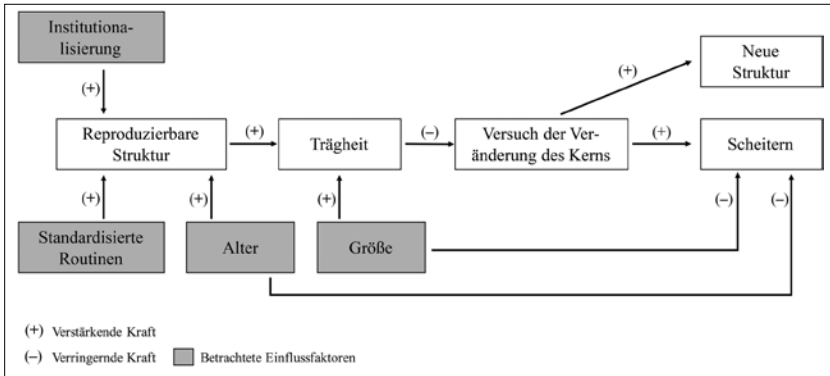 Institutiona-
lisierung
Neue
Struktur
(+)
(+)
Reproduzierbare
Struktur
(+)
Trägheit
(–)
Versuch der Ver-
änderung des Kerns
(+)
Scheitern
(+)
(+)
(+)
(–)
(–)
Standardisierte
Routinen
Alter
Größe
(+) Verstärkende Kraft
(–) Verringernde Kraft
Betrachtete Einflussfaktoren